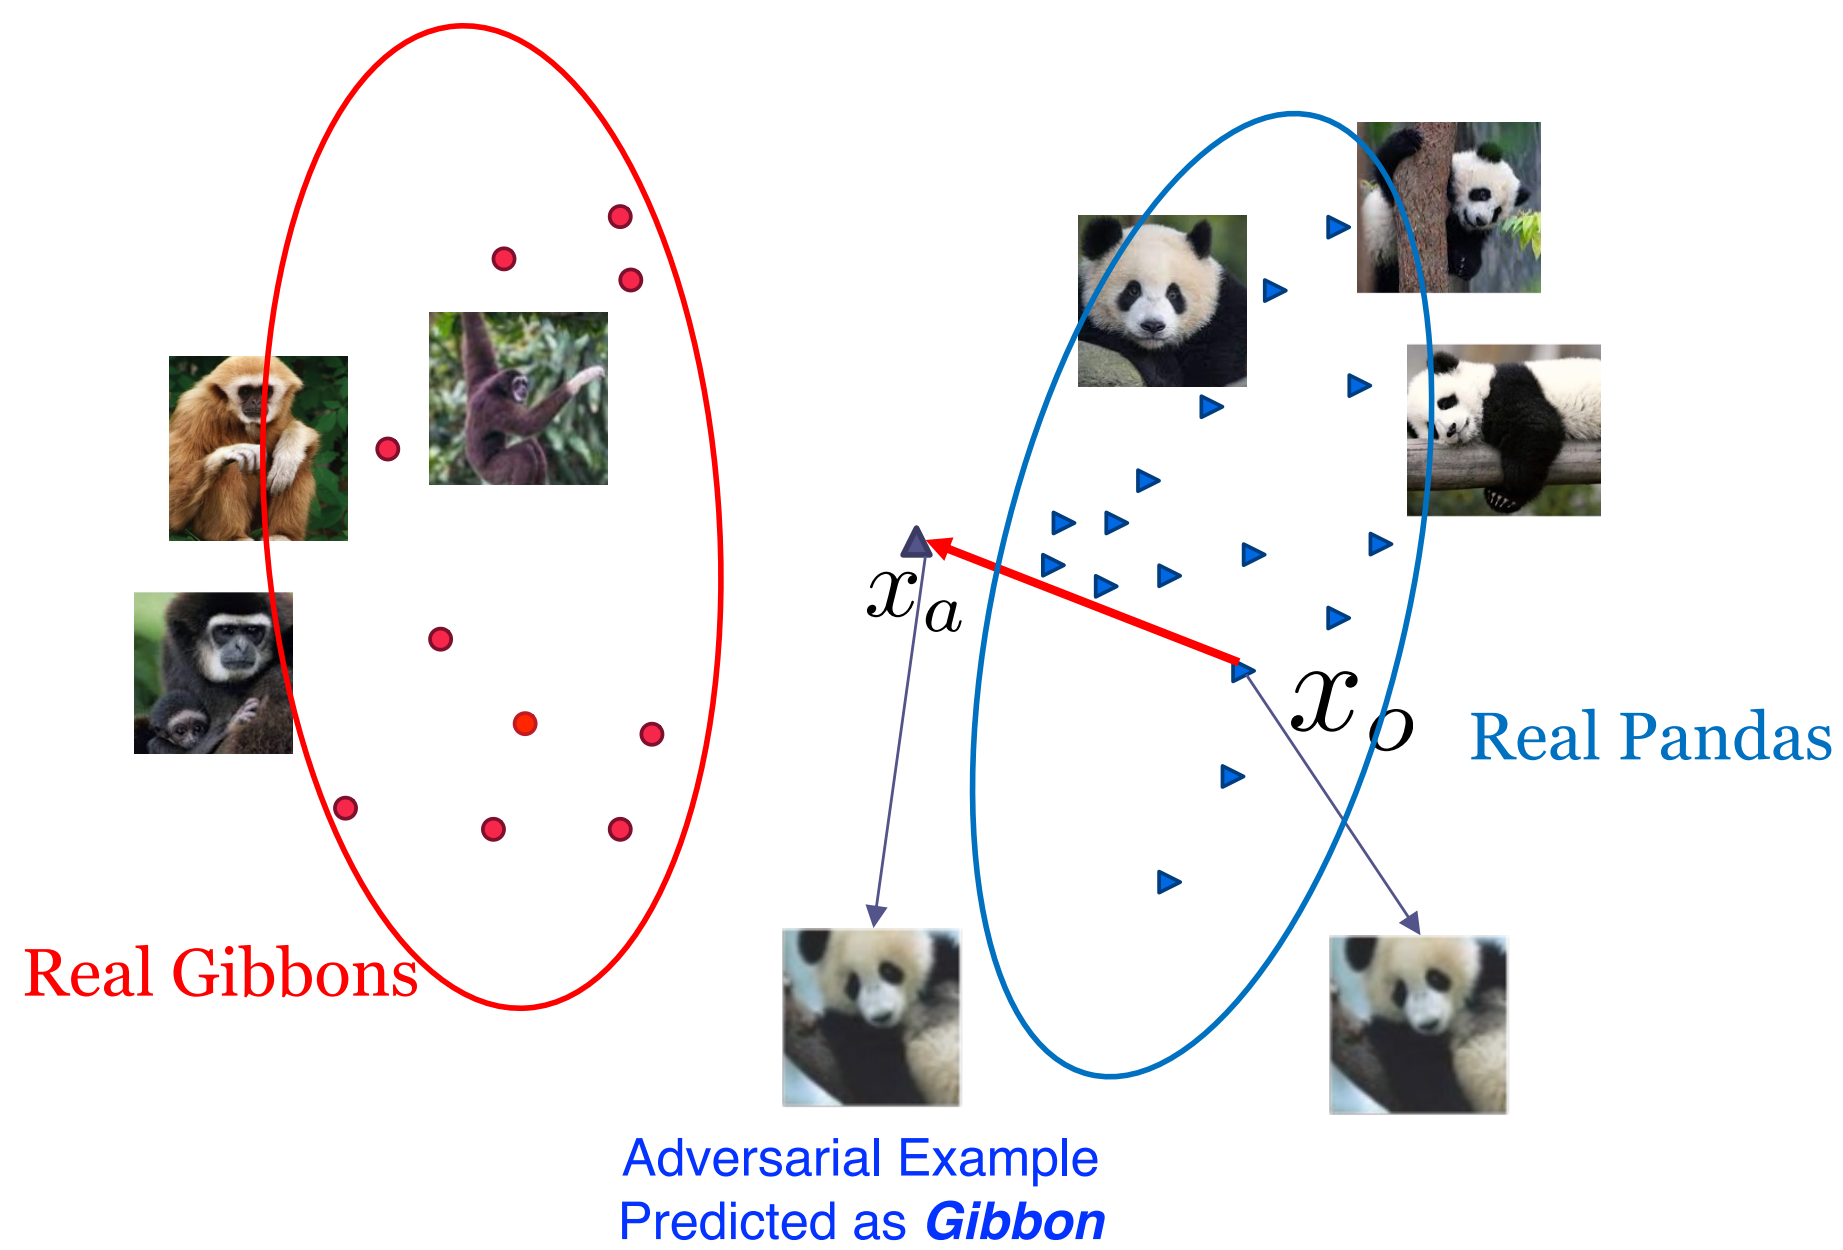 x_a
x_o
Real Pandas
Real Gibbons
Adversarial Example
Predicted as Gibbon